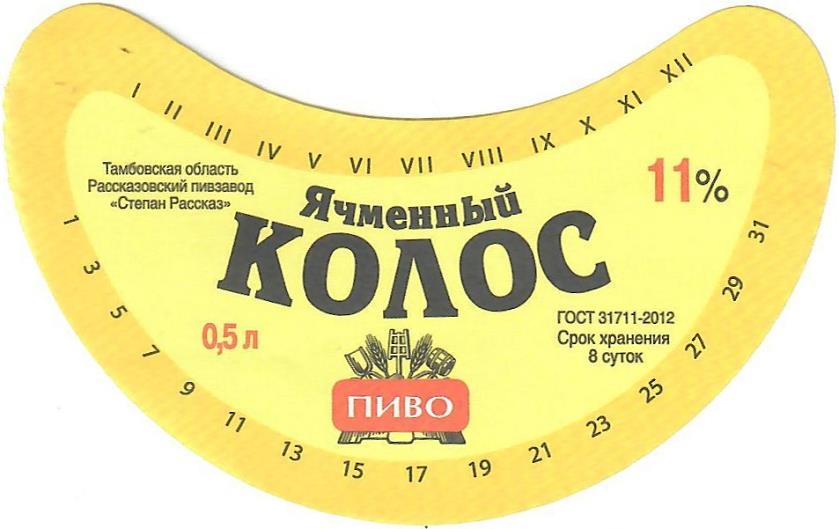 I II III IV V VI VII VIII IX X XI XII
Тамбовская область
Рассказовский пивзавод
«Степан Рассказ»
11%
Ячменный
КОЛОС
0,5 л
ГОСТ 31711-2012
Срок хранения
8 суток
ПИВО
1 3 5 7 9 11 13 15 17 19 21 23 25 27 29 31